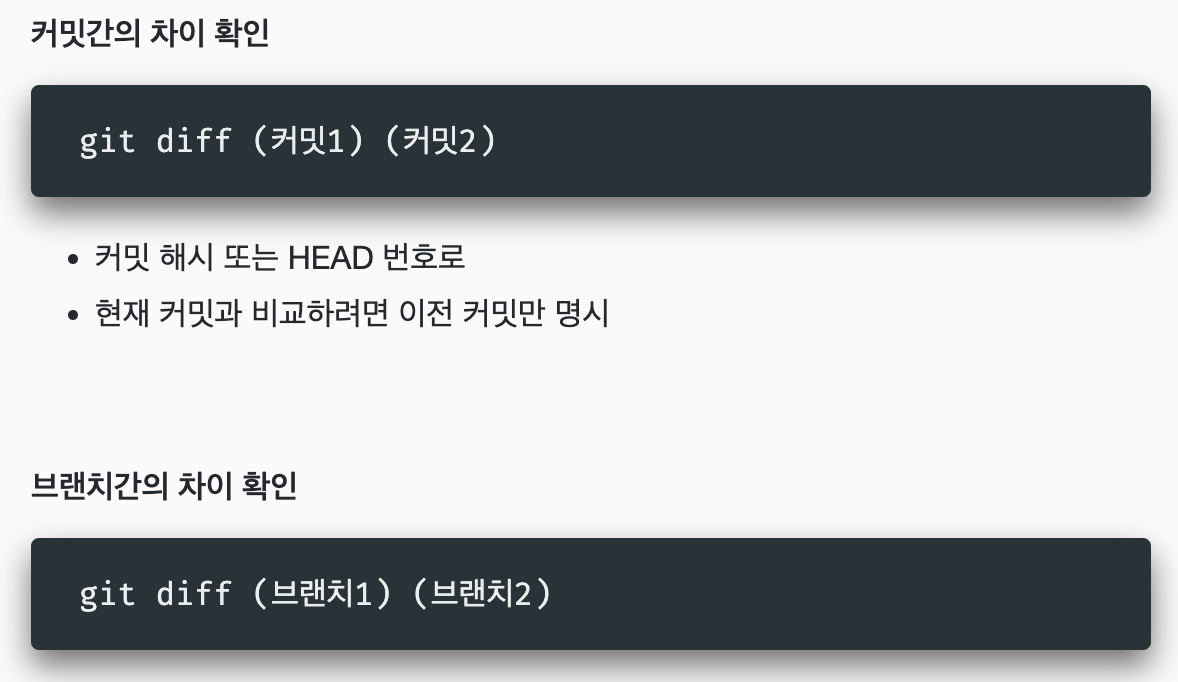 커밋간의 차이 확인
git diff (커밋1) (커밋2)
• 커밋 해시 또는 HEAD 번호로
• 현재 커밋과 비교하려면 이전 커밋만 명시
브랜치간의 차이 확인
git diff (브랜치1) (브랜치2)